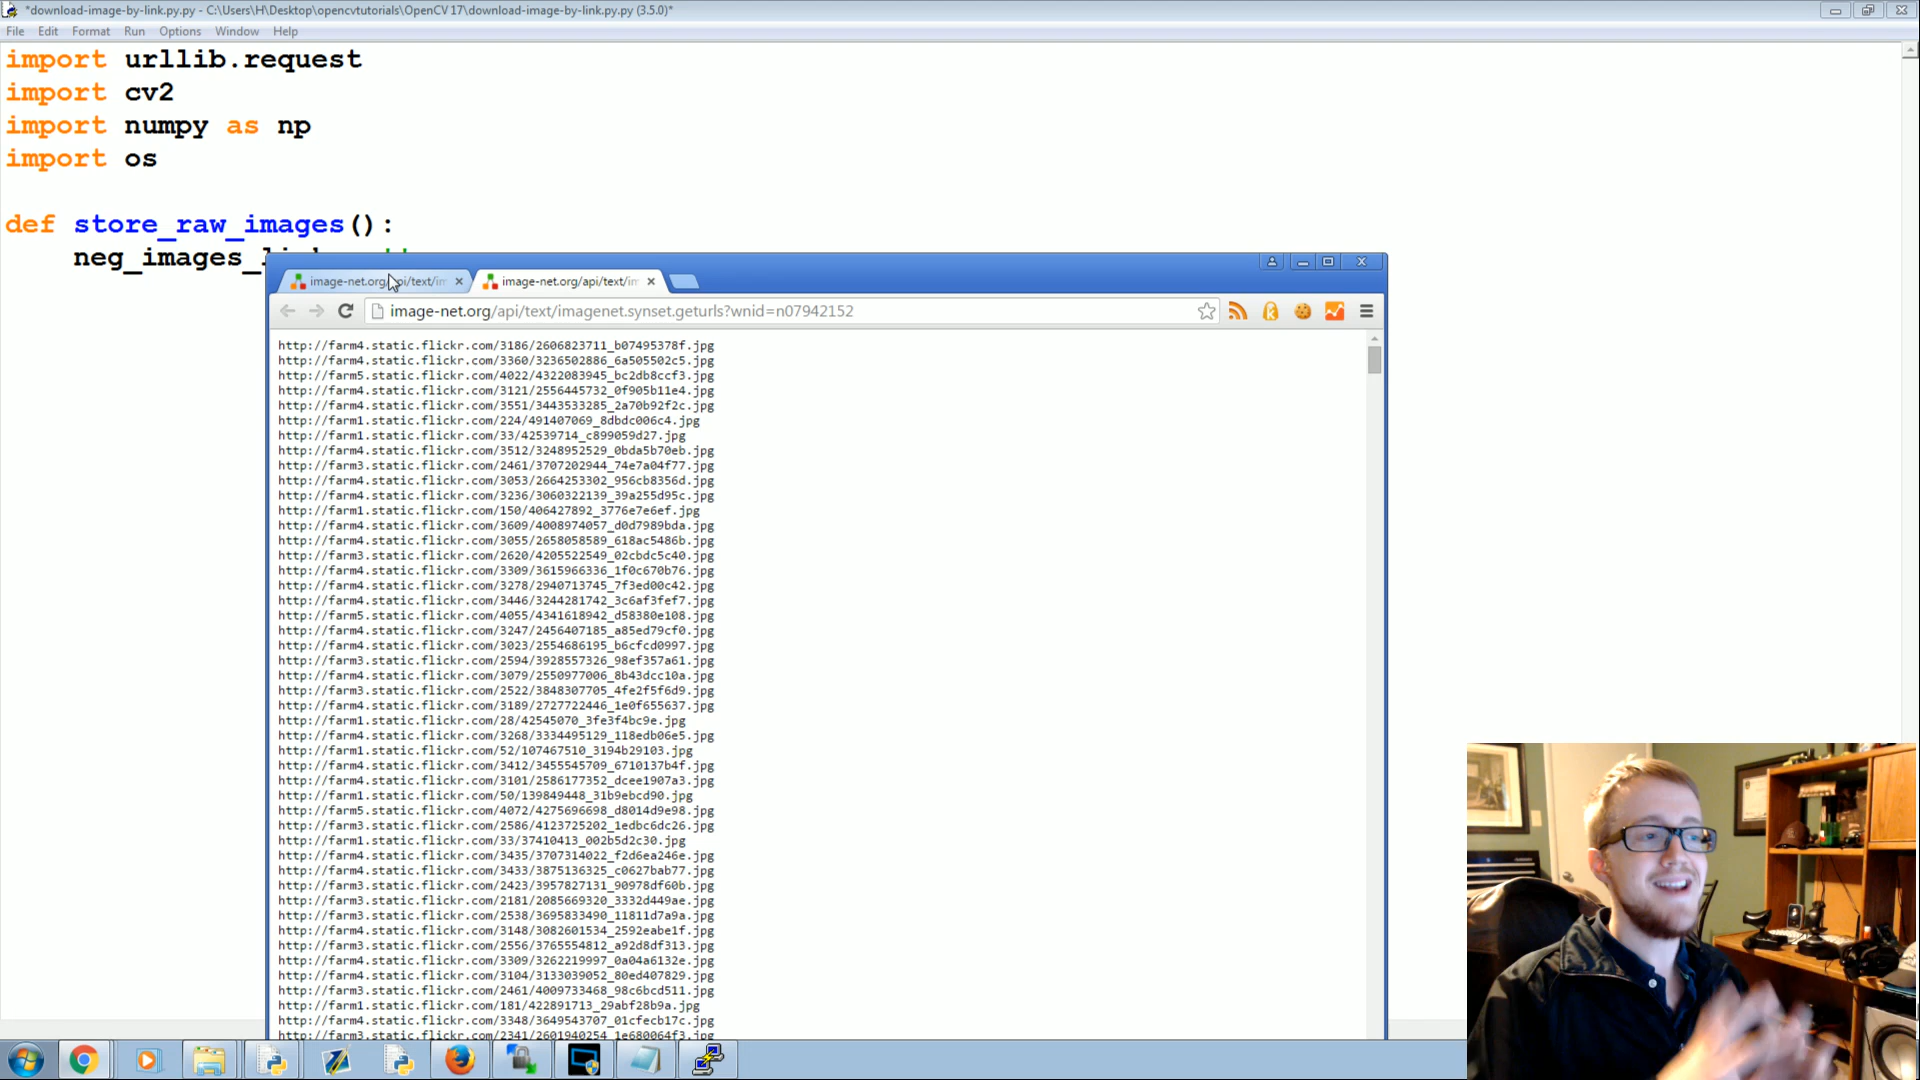 *download-image-by-link.py.py - C:\Users\H\Desktop\opencvtutorials\OpenCV 17\download-image-by-link.py.py (3.5.0)*
File Edit Format Run Options Window Help
import urllib.request
import cv2
import numpy as np
import os
def store_raw_images():
neg_images_
image-net.org/api/text/im
image-net.org/api/text/im
image-net.org/api/text/imagenet.synset.geturls?wnid=n07942152
http://farm4.static.flickr.com/3186/2606823711_b07495378f.jpg
http://farm4.static.flickr.com/3360/3236502886_6a505502c5.jpg
http://farm5.static.flickr.com/4022/4322083945_bc2db8ccf3.jpg
http://farm4.static.flickr.com/3121/2556445732_0f905b11e4.jpg
http://farm4.static.flickr.com/3551/3443533285_2a70b92f2c.jpg
http://farm1.static.flickr.com/224/491407069_8dbdc006c4.jpg
http://farm1.static.flickr.com/33/42539714_c899059d27.jpg
http://farm4.static.flickr.com/3512/3248952529_0bda5b70eb.jpg
http://farm3.static.flickr.com/2461/3707202944_74e7a04f77.jpg
http://farm4.static.flickr.com/3053/2664253302_956cb8356d.jpg
http://farm4.static.flickr.com/3236/3060322139_39a255d95c.jpg
http://farm1.static.flickr.com/150/406427892_3776e7e6ef.jpg
http://farm4.static.flickr.com/3609/4008974057_d0d7989bda.jpg
http://farm4.static.flickr.com/3055/2658058589_618ac5486b.jpg
http://farm3.static.flickr.com/2620/4205522549_02cbdc5c40.jpg
http://farm4.static.flickr.com/3309/3615966336_1f0c670b76.jpg
http://farm4.static.flickr.com/3278/2940713745_7f3ed00c42.jpg
http://farm4.static.flickr.com/3446/3244281742_3c6af3fef7.jpg
http://farm5.static.flickr.com/4055/4341618942_d58380e108.jpg
http://farm4.static.flickr.com/3247/2456407185_a85ed79cf0.jpg
http://farm4.static.flickr.com/3023/2554686195_b6cfcd0997.jpg
http://farm3.static.flickr.com/2594/3928557326_98ef357a61.jpg
http://farm4.static.flickr.com/3079/2550977006_8b43dcc10a.jpg
http://farm3.static.flickr.com/2522/3848307705_4fe2f5f6d9.jpg
http://farm4.static.flickr.com/3189/2727722446_1e0f655637.jpg
http://farm1.static.flickr.com/28/42545070_3fe3f4bc9e.jpg
http://farm4.static.flickr.com/3268/3334495129_118edb06e5.jpg
http://farm1.static.flickr.com/52/107467510_3194b29103.jpg
http://farm4.static.flickr.com/3412/3455545709_6710137b4f.jpg
http://farm4.static.flickr.com/3101/2586177352_dcee1907a3.jpg
http://farm1.static.flickr.com/50/139849448_31b9ebcd90.jpg
http://farm5.static.flickr.com/4072/4275696698_d8014d9e98.jpg
http://farm3.static.flickr.com/2586/4123725202_1edbc6dc26.jpg
http://farm1.static.flickr.com/33/37410413_002b5d2c30.jpg
http://farm4.static.flickr.com/3435/3707314022_f2d6ea246e.jpg
http://farm4.static.flickr.com/3433/3875136325_c0627bab77.jpg
http://farm3.static.flickr.com/2423/3957827131_90978df60b.jpg
http://farm3.static.flickr.com/2181/2085669320_3332d449ae.jpg
http://farm3.static.flickr.com/2538/3695833490_11811d7a9a.jpg
http://farm4.static.flickr.com/3148/3082601534_2592eabe1f.jpg
http://farm3.static.flickr.com/2556/3765554812_a92d8df313.jpg
http://farm4.static.flickr.com/3309/3262219997_0a04a6132e.jpg
http://farm4.static.flickr.com/3104/3133039052_80ed407829.jpg
http://farm3.static.flickr.com/2461/4009733468_98c6bcd511.jpg
http://farm1.static.flickr.com/181/422891713_29abf28b9a.jpg
http://farm4.static.flickr.com/3348/3649543707_01cfecb17c.jpg
http://farm3.static.flickr.com/2341/2601940254_1e680064f3.jpg